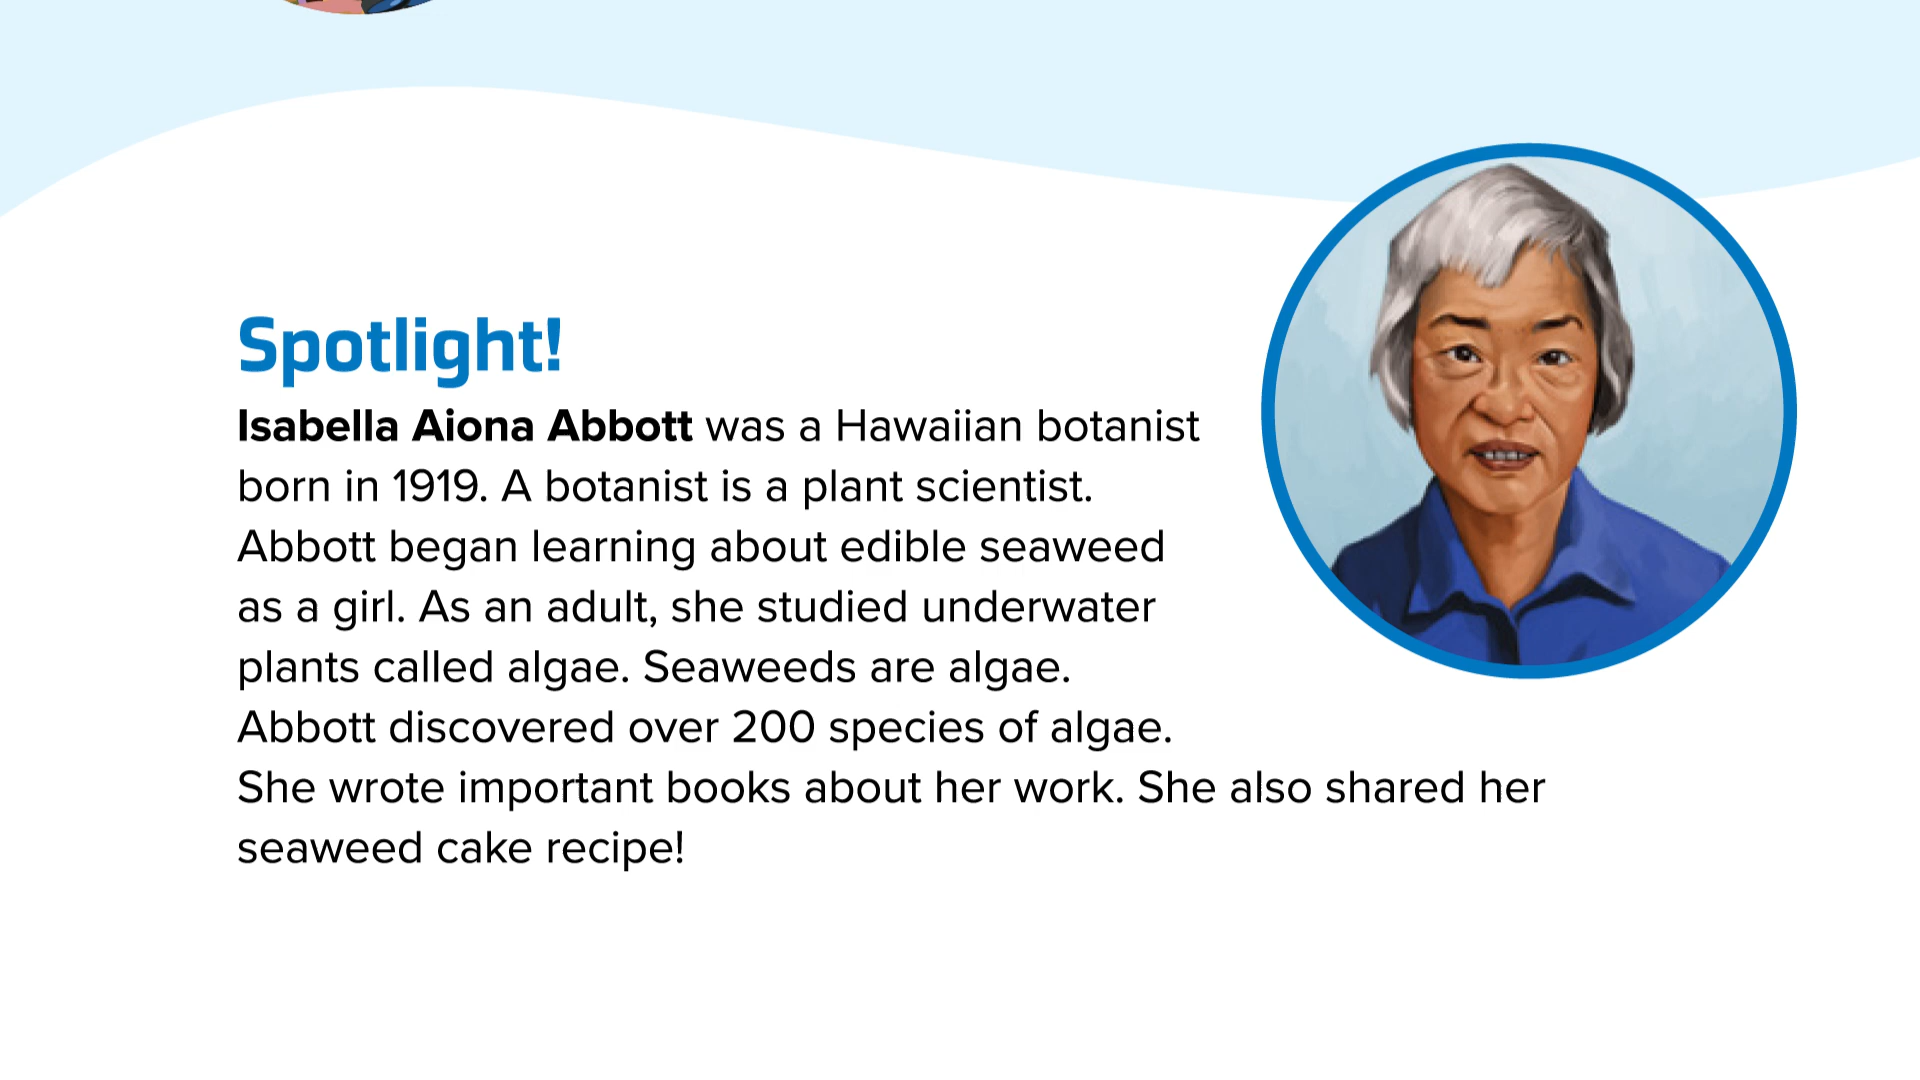 Spotlight!
Isabella Aiona Abbott was a Hawaiian botanist
born in 1919. A botanist is a plant scientist.
Abbott began learning about edible seaweed
as a girl. As an adult, she studied underwater
plants called algae. Seaweeds are algae.
Abbott discovered over 200 species of algae.
She wrote important books about her work. She also shared her
seaweed cake recipe!